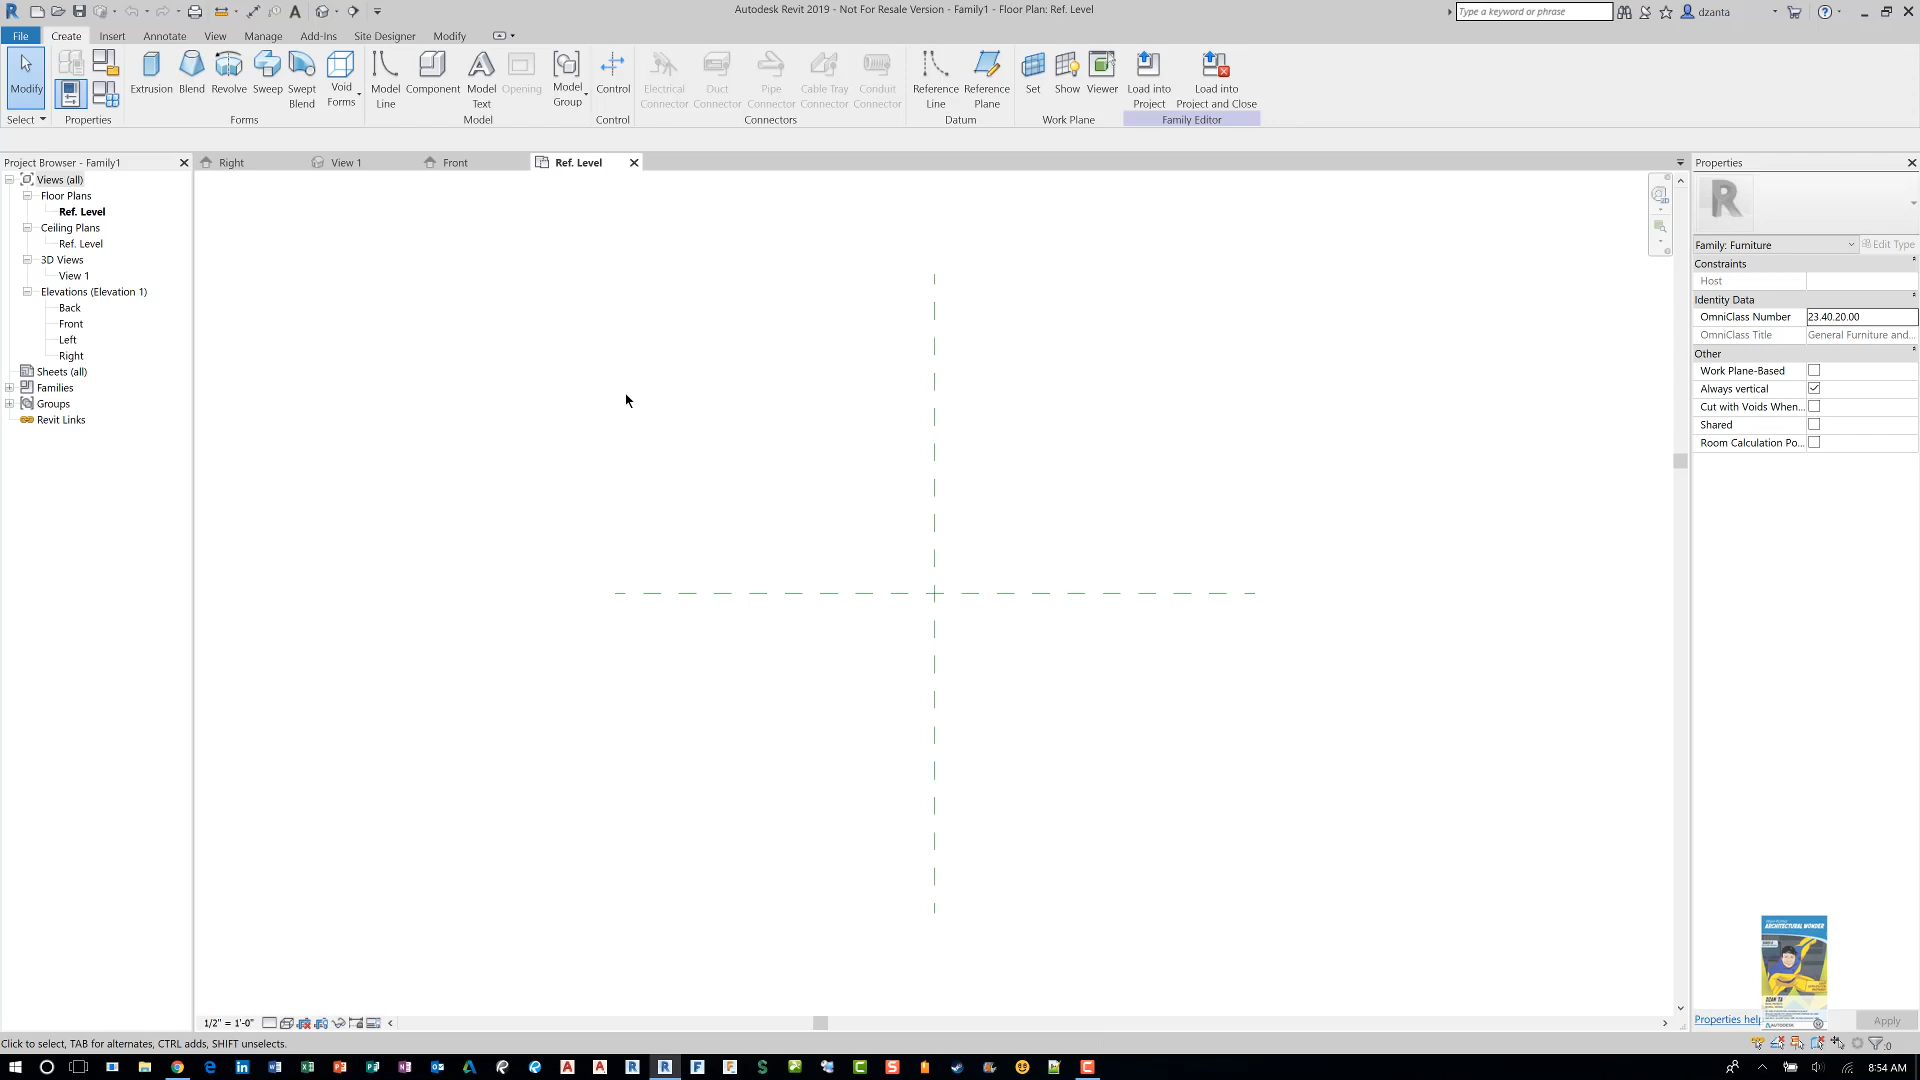 Autodesk Revit 2019 - Not For Resale Version - Family1 - Floor Plan: Ref. Level
Type a keyword or phrase
dzanta
File Create Insert Annotate View Manage Add-Ins Site Designer Modify
Modify
Extrusion Blend Revolve Sweep Swept Blend Void Forms
Model Line Component Model Text Opening Model Group
Control
Electrical Connector Duct Connector Pipe Connector Cable Tray Connector Conduit Connector
Reference Line Reference Plane
Set Show Viewer
Load into Project Load into Project and Close
Select Properties Forms Model Control Connectors Datum Work Plane Family Editor
Project Browser - Family1
Right View 1 Front Ref. Level
Properties
Views (all)
Floor Plans
Ref. Level
Ceiling Plans
Ref. Level
3D Views
View 1
Elevations (Elevation 1)
Back
Front
Left
Right
Sheets (all)
Families
Groups
Revit Links
Family: Furniture
Edit Type
Constraints
Host
Identity Data
OmniClass Number 23.40.20.00
OmniClass Title General Furniture and...
Other
Work Plane-Based
Always vertical
Cut with Voids When...
Shared
Room Calculation Po...
ARCHITECTURAL WONDER
AUTODESK
Properties help
Apply
1/2" = 1'-0"
Click to select, TAB for alternates, CTRL adds, SHIFT unselects.
:0
8:54 AM